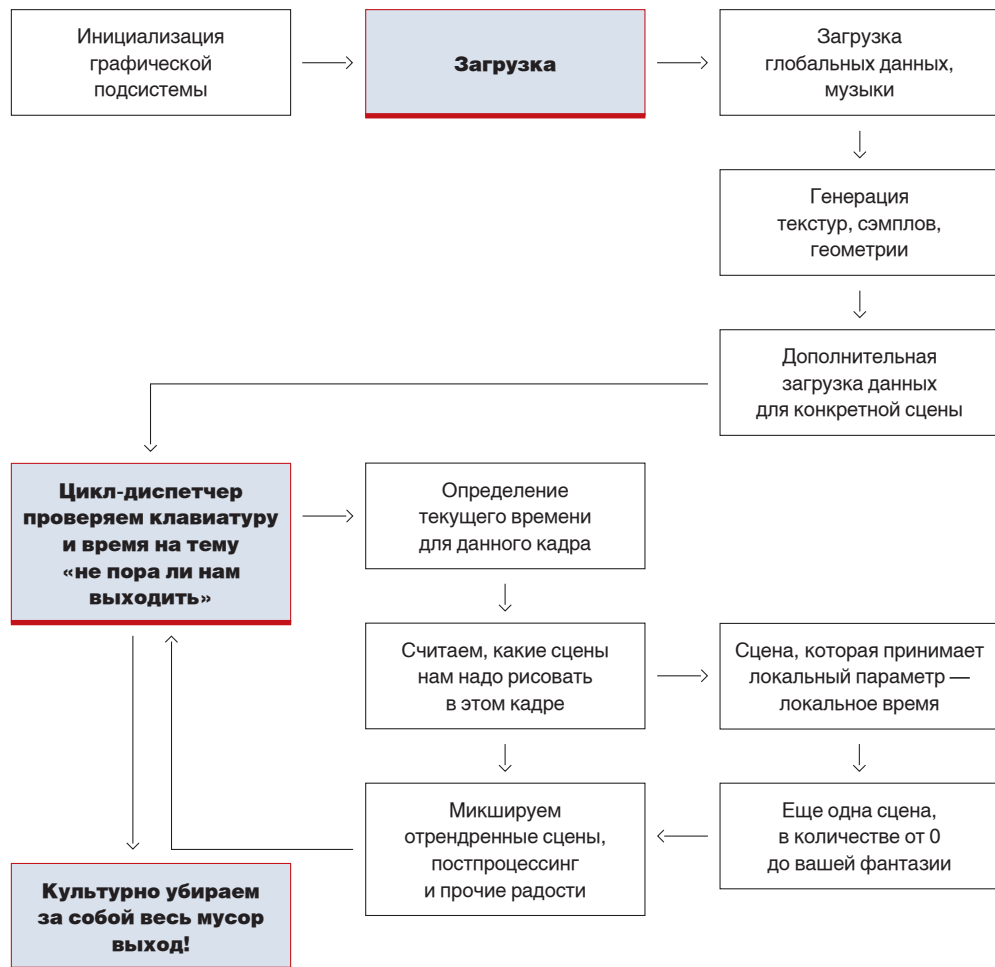 Инициализация
графической
подсистемы
Загрузка
Загрузка
глобальных данных,
музыки
Генерация
текстур, сэмплов,
геометрии
Дополнительная
загрузка данных
для конкретной сцены
Цикл-диспетчер
проверяем клавиатуру
и время на тему
«не пора ли нам
выходить»
Определение
текущего времени
для данного кадра
Считаем, какие сцены
нам надо рисовать
в этом кадре
Сцена, которая принимает
локальный параметр —
локальное время
Микшируем
отрендренные сцены,
постпроцессинг
и прочие радости
Еще одна сцена,
в количестве от 0
до вашей фантазии
Культурно убираем
за собой весь мусор
выход!